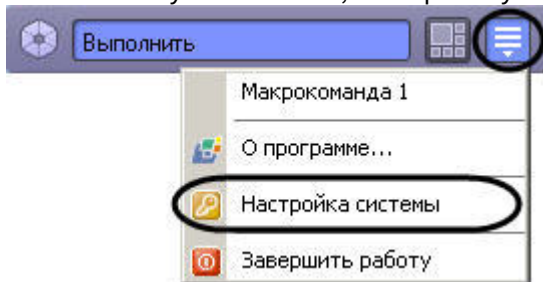 Выполнить
Макрокоманда 1
О программе...
Настройка системы
Завершить работу